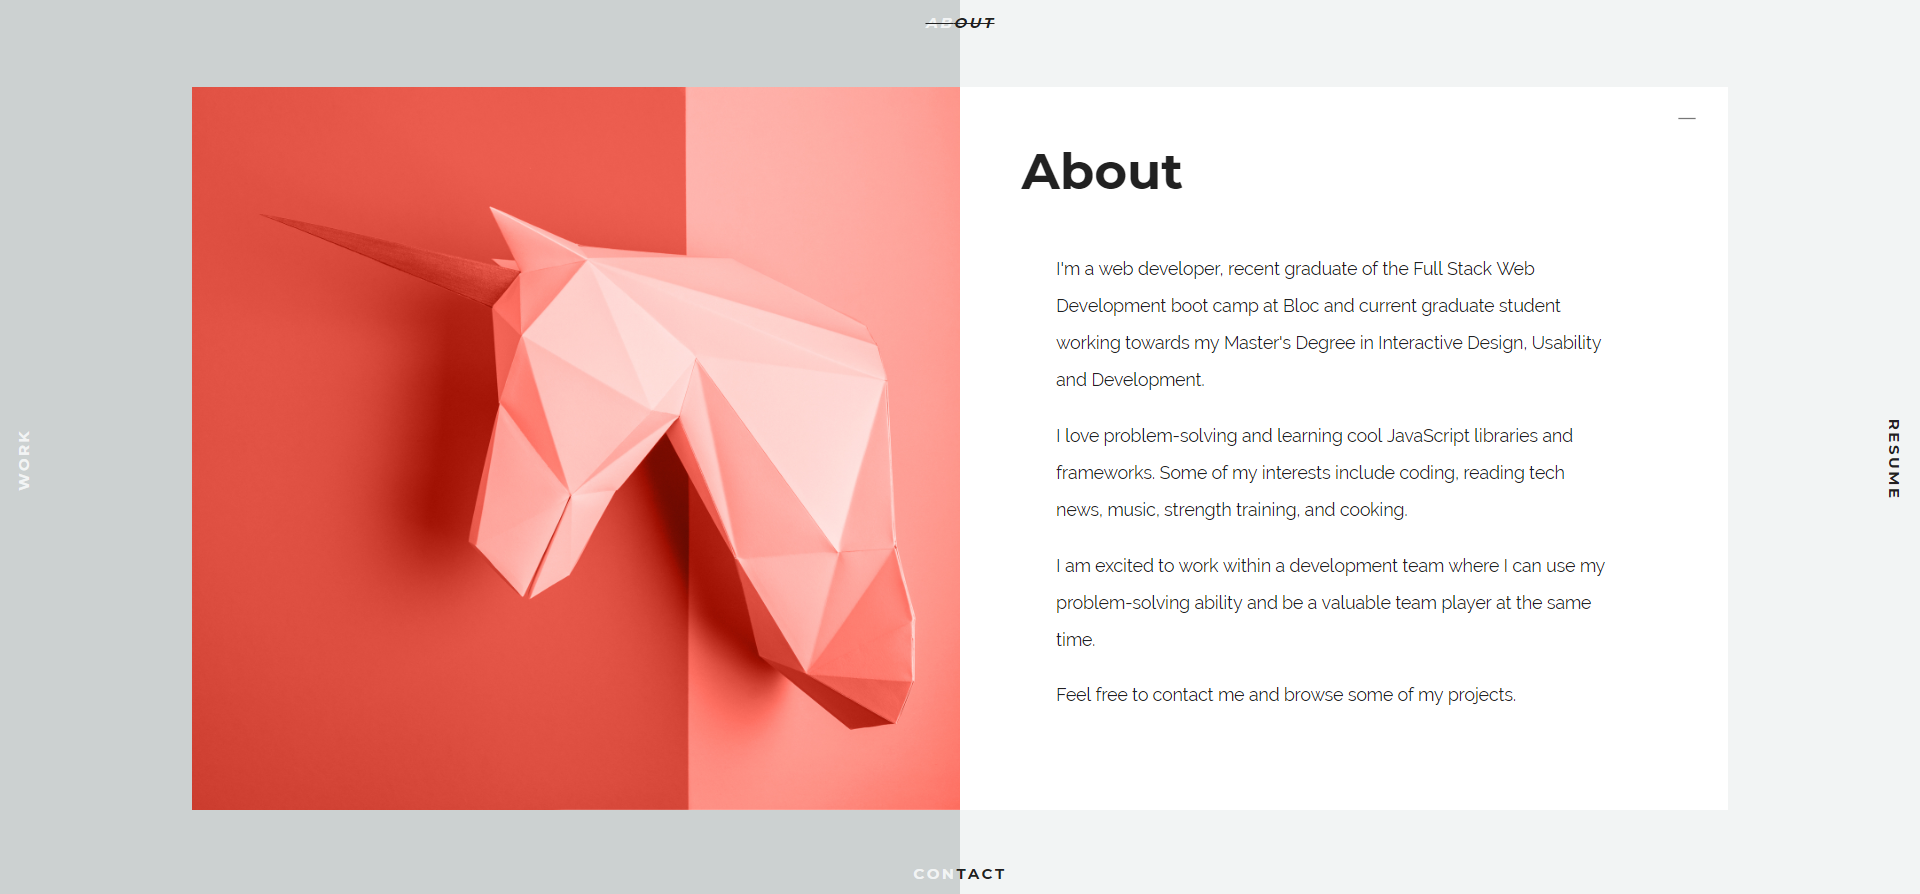 ABOUT
About
I'm a web developer, recent graduate of the Full Stack Web
Development boot camp at Bloc and current graduate student
working towards my Master's Degree in Interactive Design, Usability
and Development.
I love problem-solving and learning cool JavaScript libraries and
frameworks. Some of my interests include coding, reading tech
news, music, strength training, and cooking.
I am excited to work within a development team where I can use my
problem-solving ability and be a valuable team player at the same
time.
Feel free to contact me and browse some of my projects.
WORK
RESUME
CONTACT